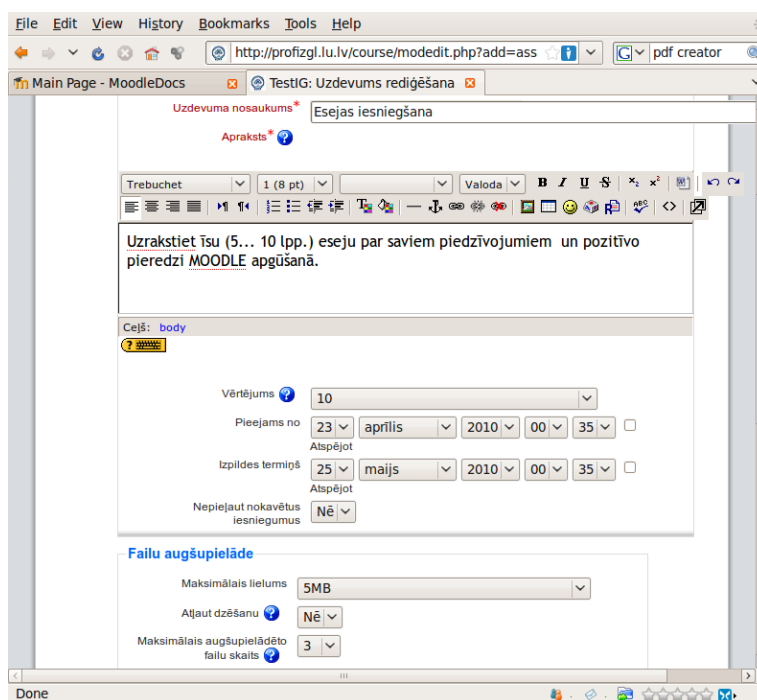 File Edit View History Bookmarks Tools Help
http://profizgl.lu.lv/course/modedit.php?add=ass G pdf creator
Main Page - MoodleDocs TestIG: Uzdevums rediģēšana
Uzdevuma nosaukums* Esejas iesniegšana
Apraksts* ?
Trebuchet 1 (8 pt) Valoda B I U S ×₂ ×²
Uzrakstiet īsu (5... 10 lpp.) eseju par saviem piedzīvojumiem un pozitīvo
pieredzi MOODLE apgūšanā.
Ceļš: body
?
Vērtējums ? 10
Pieejams no 23 aprīlis 2010 00 35
Atspējot
Izpildes termiņš 25 maijs 2010 00 35
Atspējot
Nepieļaut nokavētus
iesniegumus Nē
Failu augšupielāde
Maksimālais lielums 5MB
Atļaut dzēšanu ? Nē
Maksimālais augšupielādēto
failu skaits ? 3
Done